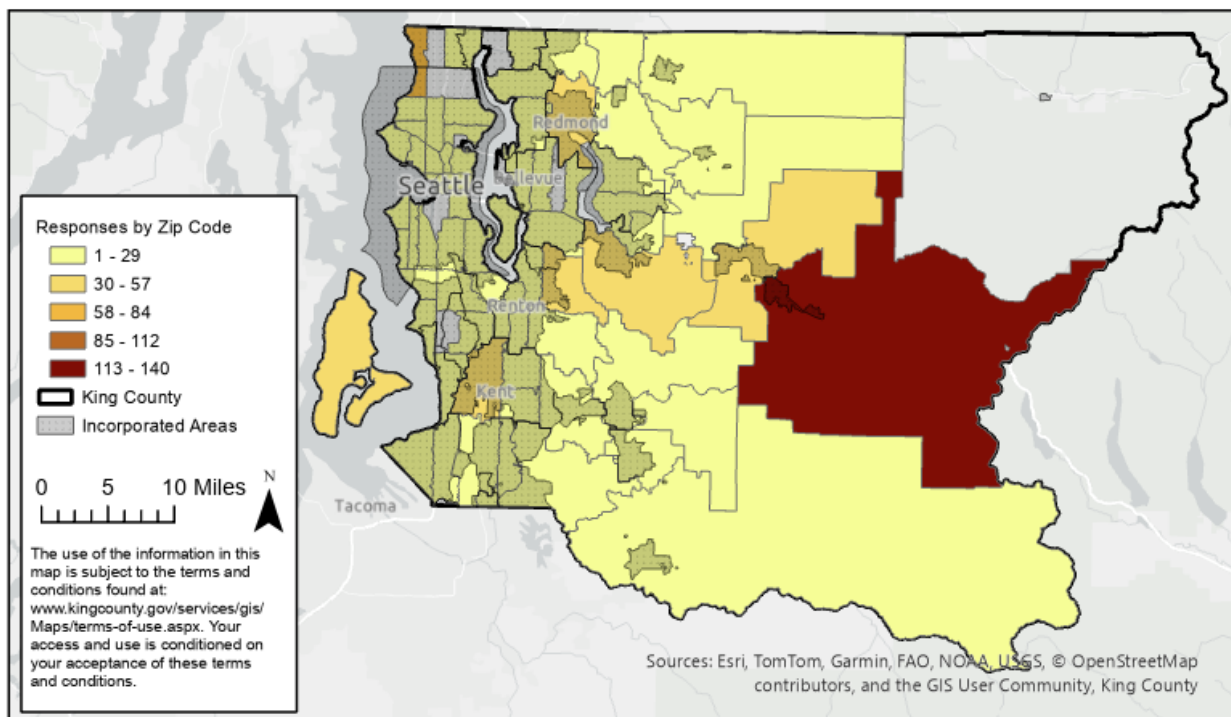 Redmond
Bellevue
Seattle
Renton
Kent
Tacoma
Responses by Zip Code
1 - 29
30 - 57
58 - 84
85 - 112
113 - 140
King County
Incorporated Areas
0 5 10 Miles
N
The use of the information in this
map is subject to the terms and
conditions found at:
www.kingcounty.gov/services/gis/
Maps/terms-of-use.aspx. Your
access and use is conditioned on
your acceptance of these terms
and conditions.
Sources: Esri, TomTom, Garmin, FAO, NOAA, USGS, © OpenStreetMap
contributors, and the GIS User Community, King County